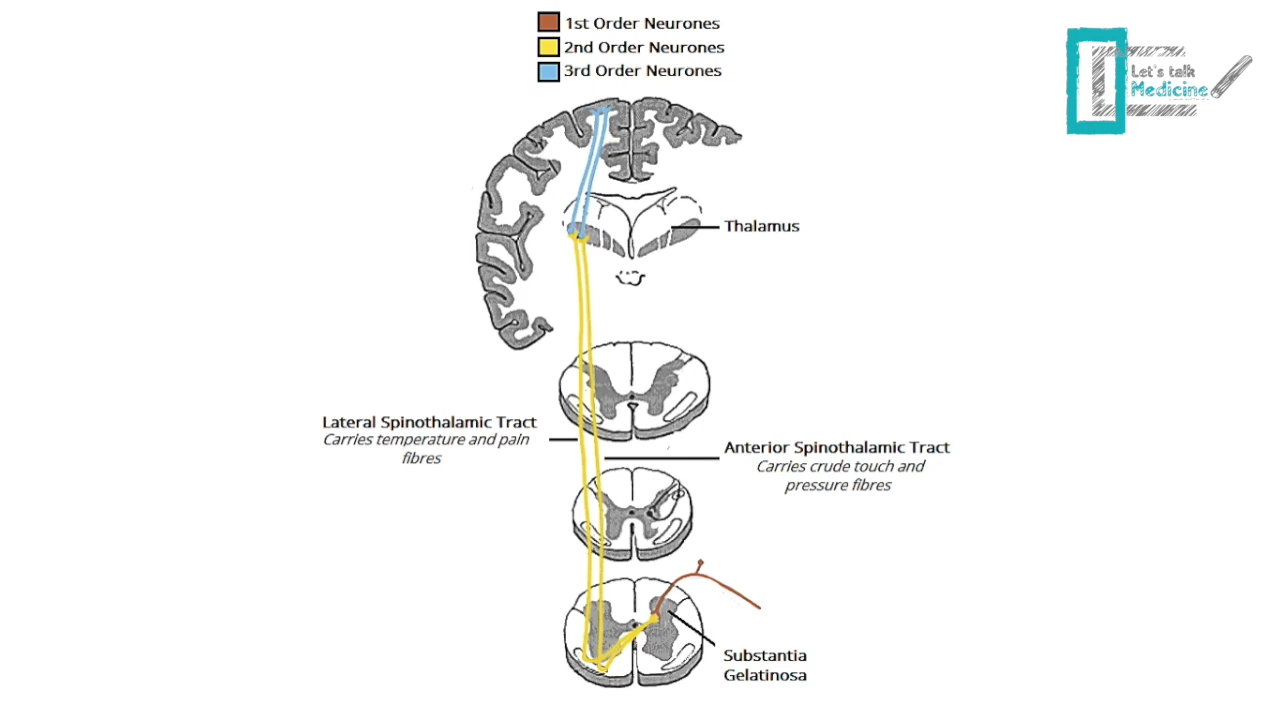 1st Order Neurones
2nd Order Neurones
3rd Order Neurones
Let's talk
Medicine
Thalamus
Lateral Spinothalamic Tract
Carries temperature and pain
fibres
Anterior Spinothalamic Tract
Carries crude touch and
pressure fibres
Substantia
Gelatinosa